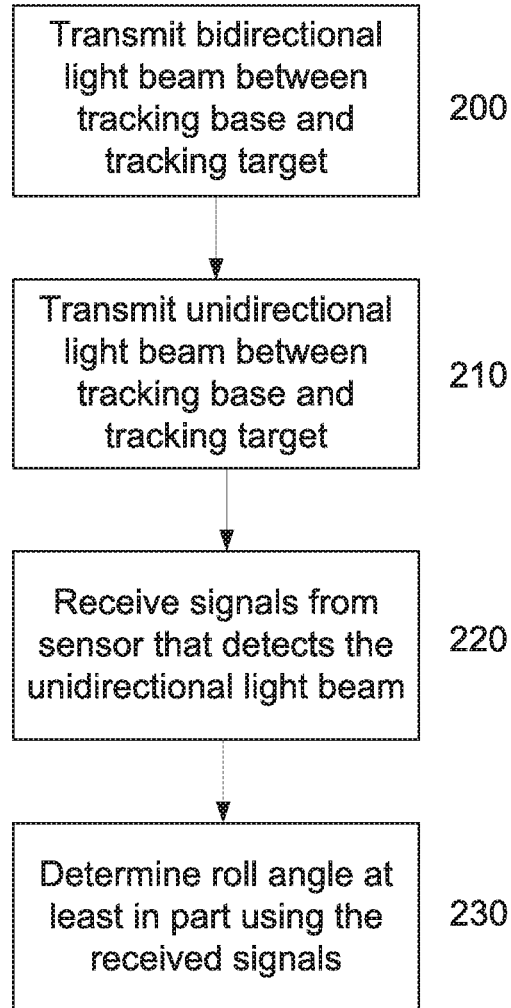 Transmit bidirectional
light beam between
tracking base and
tracking target
200
Transmit unidirectional
light beam between
tracking base and
tracking target
210
Receive signals from
sensor that detects the
unidirectional light beam
220
Determine roll angle at
least in part using the
received signals
230